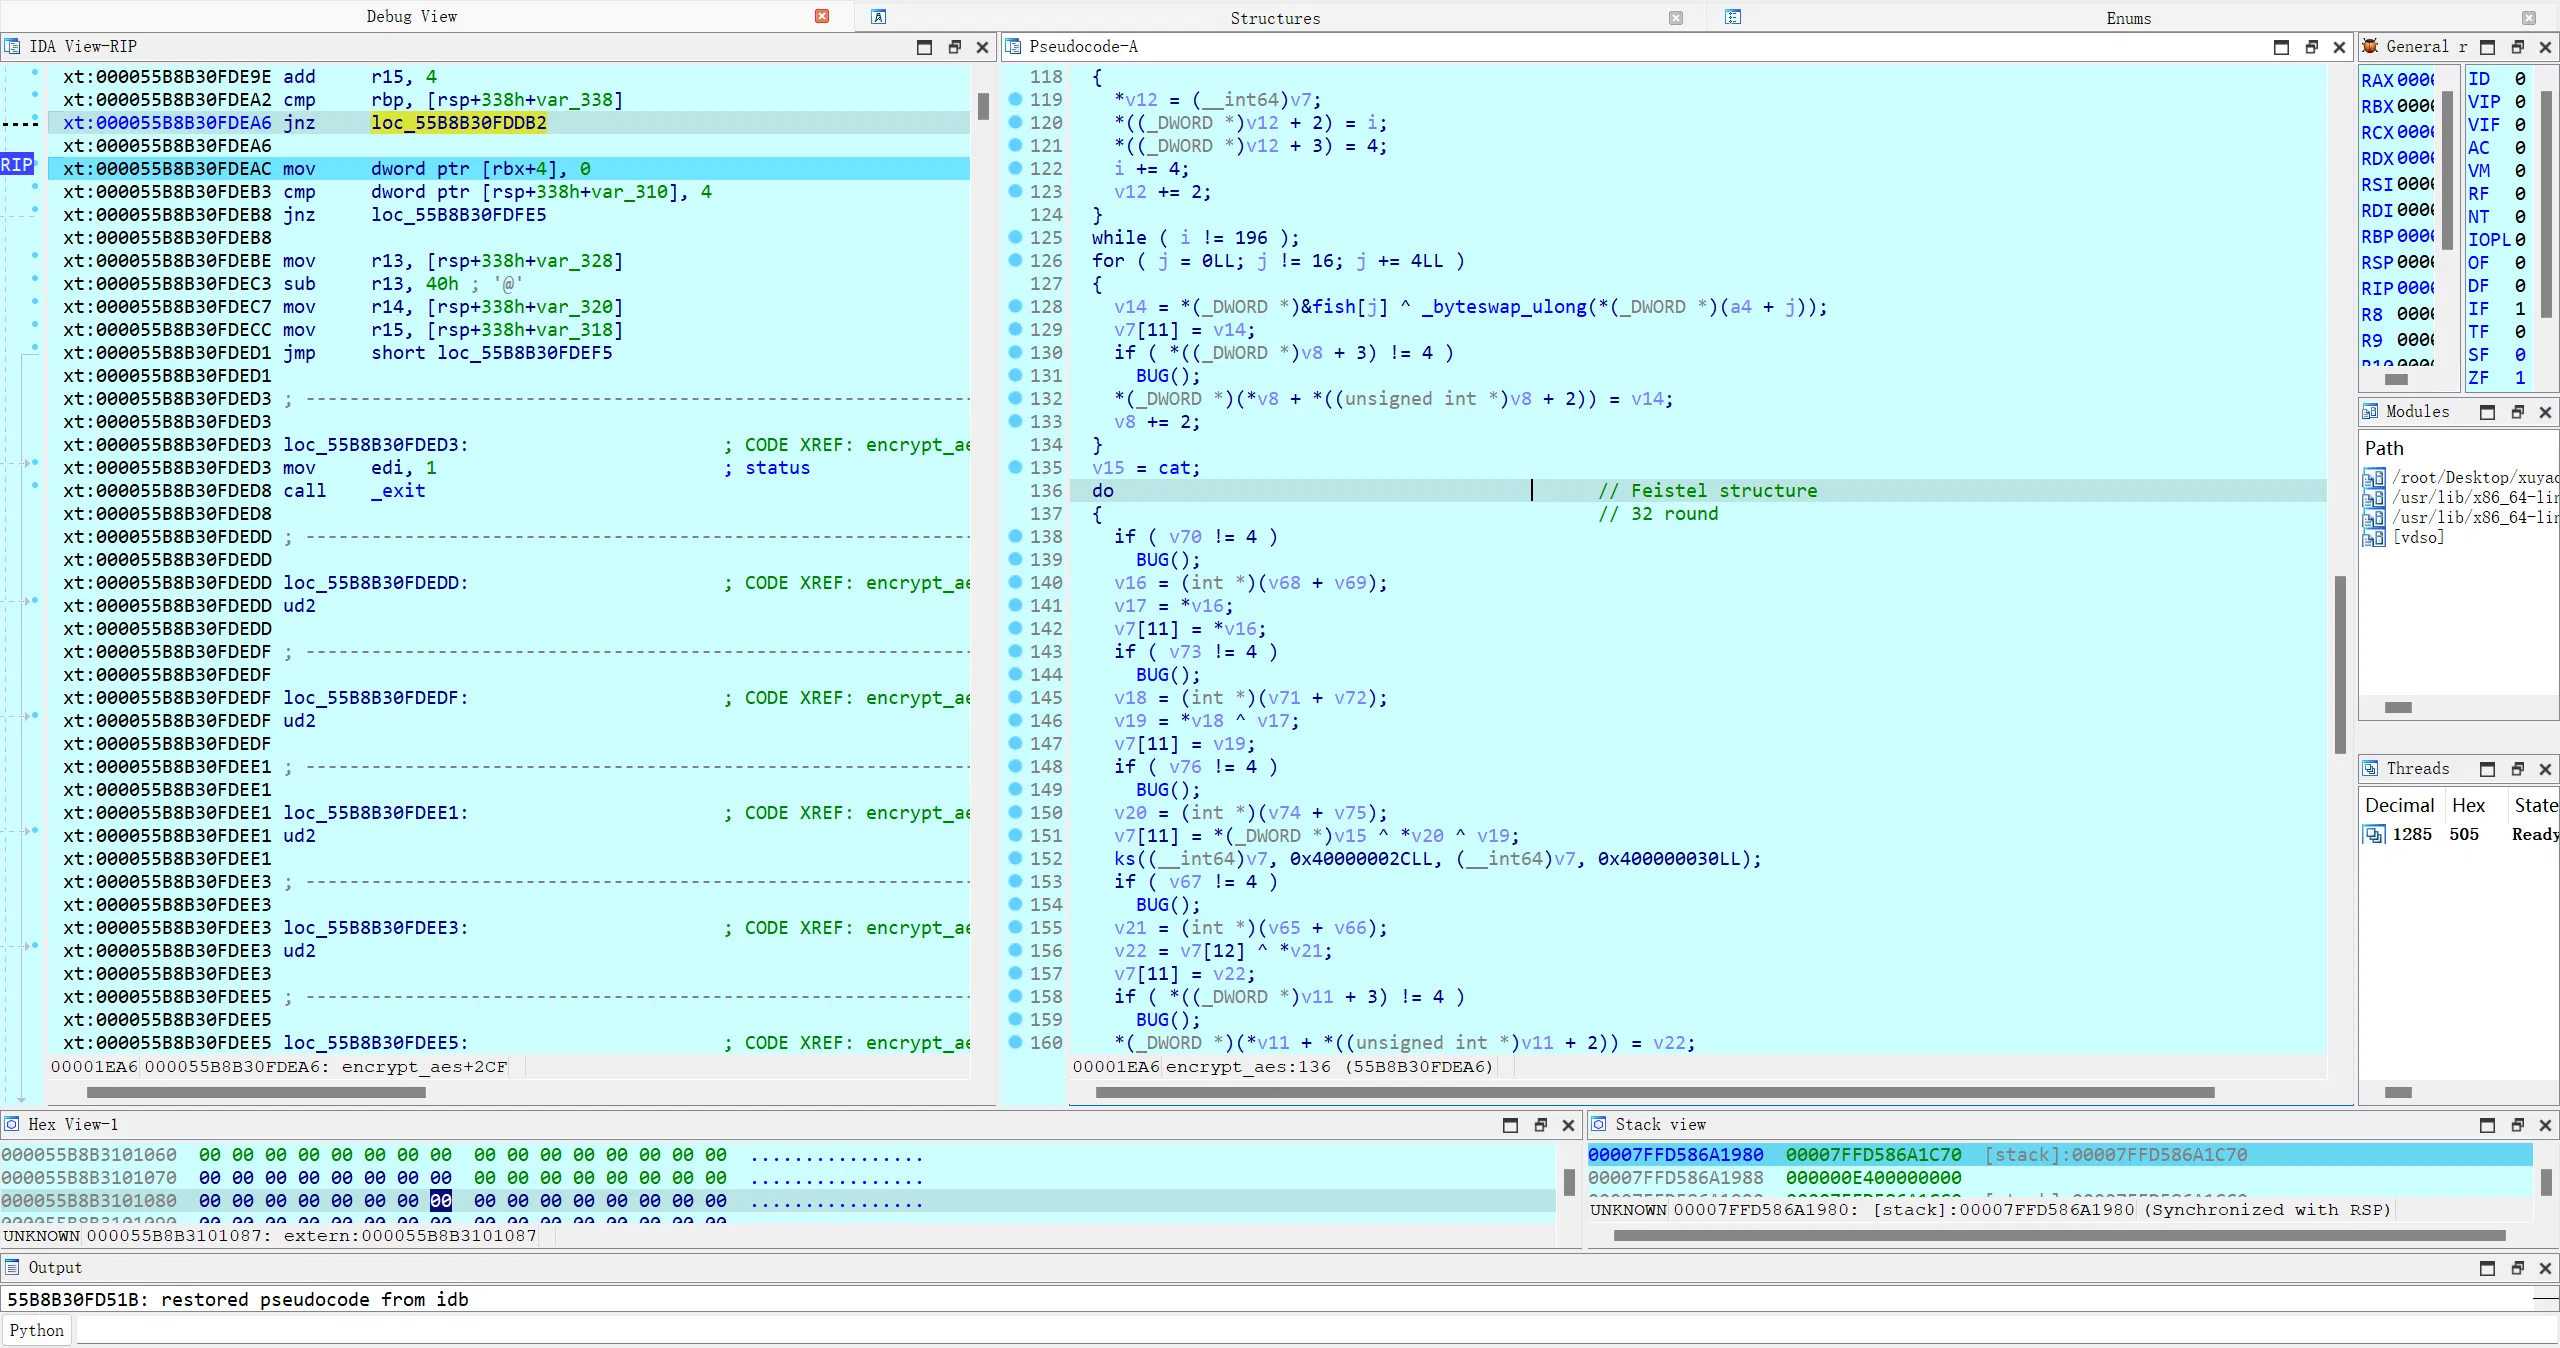 Debug View
Structures
Enums
IDA View-RIP
xt:000055B8B30FDE9E add r15, 4
xt:000055B8B30FDEA2 cmp rbp, [rsp+338h+var_338]
xt:000055B8B30FDEA6 jnz loc_55B8B30FDDB2
xt:000055B8B30FDEA6
RIP xt:000055B8B30FDEAC mov dword ptr [rbx+4], 0
xt:000055B8B30FDEB3 cmp dword ptr [rsp+338h+var_310], 4
xt:000055B8B30FDEB8 jnz loc_55B8B30FDFE5
xt:000055B8B30FDEB8
xt:000055B8B30FDEBE mov r13, [rsp+338h+var_328]
xt:000055B8B30FDEC3 sub r13, 40h ; '@'
xt:000055B8B30FDEC7 mov r14, [rsp+338h+var_320]
xt:000055B8B30FDECC mov r15, [rsp+338h+var_318]
xt:000055B8B30FDED1 jmp short loc_55B8B30FDEF5
xt:000055B8B30FDED1
xt:000055B8B30FDED3 ; ---------------------------------------------------------------
xt:000055B8B30FDED3
xt:000055B8B30FDED3 loc_55B8B30FDED3: ; CODE XREF: encrypt_ae
xt:000055B8B30FDED3 mov edi, 1 ; status
xt:000055B8B30FDED8 call _exit
xt:000055B8B30FDED8
xt:000055B8B30FDEDD ; ---------------------------------------------------------------
xt:000055B8B30FDEDD
xt:000055B8B30FDEDD loc_55B8B30FDEDD: ; CODE XREF: encrypt_ae
xt:000055B8B30FDEDD ud2
xt:000055B8B30FDEDD
xt:000055B8B30FDEDF ; ---------------------------------------------------------------
xt:000055B8B30FDEDF
xt:000055B8B30FDEDF loc_55B8B30FDEDF: ; CODE XREF: encrypt_ae
xt:000055B8B30FDEDF ud2
xt:000055B8B30FDEDF
xt:000055B8B30FDEE1 ; ---------------------------------------------------------------
xt:000055B8B30FDEE1
xt:000055B8B30FDEE1 loc_55B8B30FDEE1: ; CODE XREF: encrypt_ae
xt:000055B8B30FDEE1 ud2
xt:000055B8B30FDEE1
xt:000055B8B30FDEE3 ; ---------------------------------------------------------------
xt:000055B8B30FDEE3
xt:000055B8B30FDEE3 loc_55B8B30FDEE3: ; CODE XREF: encrypt_ae
xt:000055B8B30FDEE3 ud2
xt:000055B8B30FDEE3
xt:000055B8B30FDEE5 ; ---------------------------------------------------------------
xt:000055B8B30FDEE5
xt:000055B8B30FDEE5 loc_55B8B30FDEE5: ; CODE XREF: encrypt_ae
00001EA6 000055B8B30FDEA6: encrypt_aes+2CF
Pseudocode-A
118 {
119 *v12 = (__int64)v7;
120 *((_DWORD *)v12 + 2) = i;
121 *((_DWORD *)v12 + 3) = 4;
122 i += 4;
123 v12 += 2;
124 }
125 while ( i != 196 );
126 for ( j = 0LL; j != 16; j += 4LL )
127 {
128 v14 = *(_DWORD *)&fish[j] ^ _byteswap_ulong(*(_DWORD *)(a4 + j));
129 v7[11] = v14;
130 if ( *((_DWORD *)v8 + 3) != 4 )
131 BUG();
132 *(_DWORD *)(*v8 + *((unsigned int *)v8 + 2)) = v14;
133 v8 += 2;
134 }
135 v15 = cat;
136 do // Feistel structure
137 { // 32 round
138 if ( v70 != 4 )
139 BUG();
140 v16 = (int *)(v68 + v69);
141 v17 = *v16;
142 v7[11] = *v16;
143 if ( v73 != 4 )
144 BUG();
145 v18 = (int *)(v71 + v72);
146 v19 = *v18 ^ v17;
147 v7[11] = v19;
148 if ( v76 != 4 )
149 BUG();
150 v20 = (int *)(v74 + v75);
151 v7[11] = *(_DWORD *)v15 ^ *v20 ^ v19;
152 ks((__int64)v7, 0x40000002CLL, (__int64)v7, 0x400000030LL);
153 if ( v67 != 4 )
154 BUG();
155 v21 = (int *)(v65 + v66);
156 v22 = v7[12] ^ *v21;
157 v7[11] = v22;
158 if ( *((_DWORD *)v11 + 3) != 4 )
159 BUG();
160 *(_DWORD *)(*v11 + *((unsigned int *)v11 + 2)) = v22;
00001EA6 encrypt_aes:136 (55B8B30FDEA6)
General r
RAX 000
RBX 000
RCX 000
RDX 000
RSI 000
RDI 000
RBP 000
RSP 000
RIP 000
R8 000
R9 000
ID 0
VIP 0
VIF 0
AC 0
VM 0
RF 0
NT 0
IOPL 0
OF 0
DF 0
IF 1
TF 0
SF 0
ZF 1
Modules
Path
/root/Desktop/xuyao
/usr/lib/x86_64-lin
/usr/lib/x86_64-lin
[vdso]
Threads
Decimal Hex State
1285 505 Ready
Hex View-1
000055B8B3101060 00 00 00 00 00 00 00 00 00 00 00 00 00 00 00 00 ................
000055B8B3101070 00 00 00 00 00 00 00 00 00 00 00 00 00 00 00 00 ................
000055B8B3101080 00 00 00 00 00 00 00 00 00 00 00 00 00 00 00 00 ................
UNKNOWN 000055B8B3101087: extern:000055B8B3101087
Stack view
00007FFD586A1980 00007FFD586A1C70 [stack]:00007FFD586A1C70
00007FFD586A1988 000000E400000000
UNKNOWN 00007FFD586A1980: [stack]:00007FFD586A1980 (Synchronized with RSP)
Output
55B8B30FD51B: restored pseudocode from idb
Python